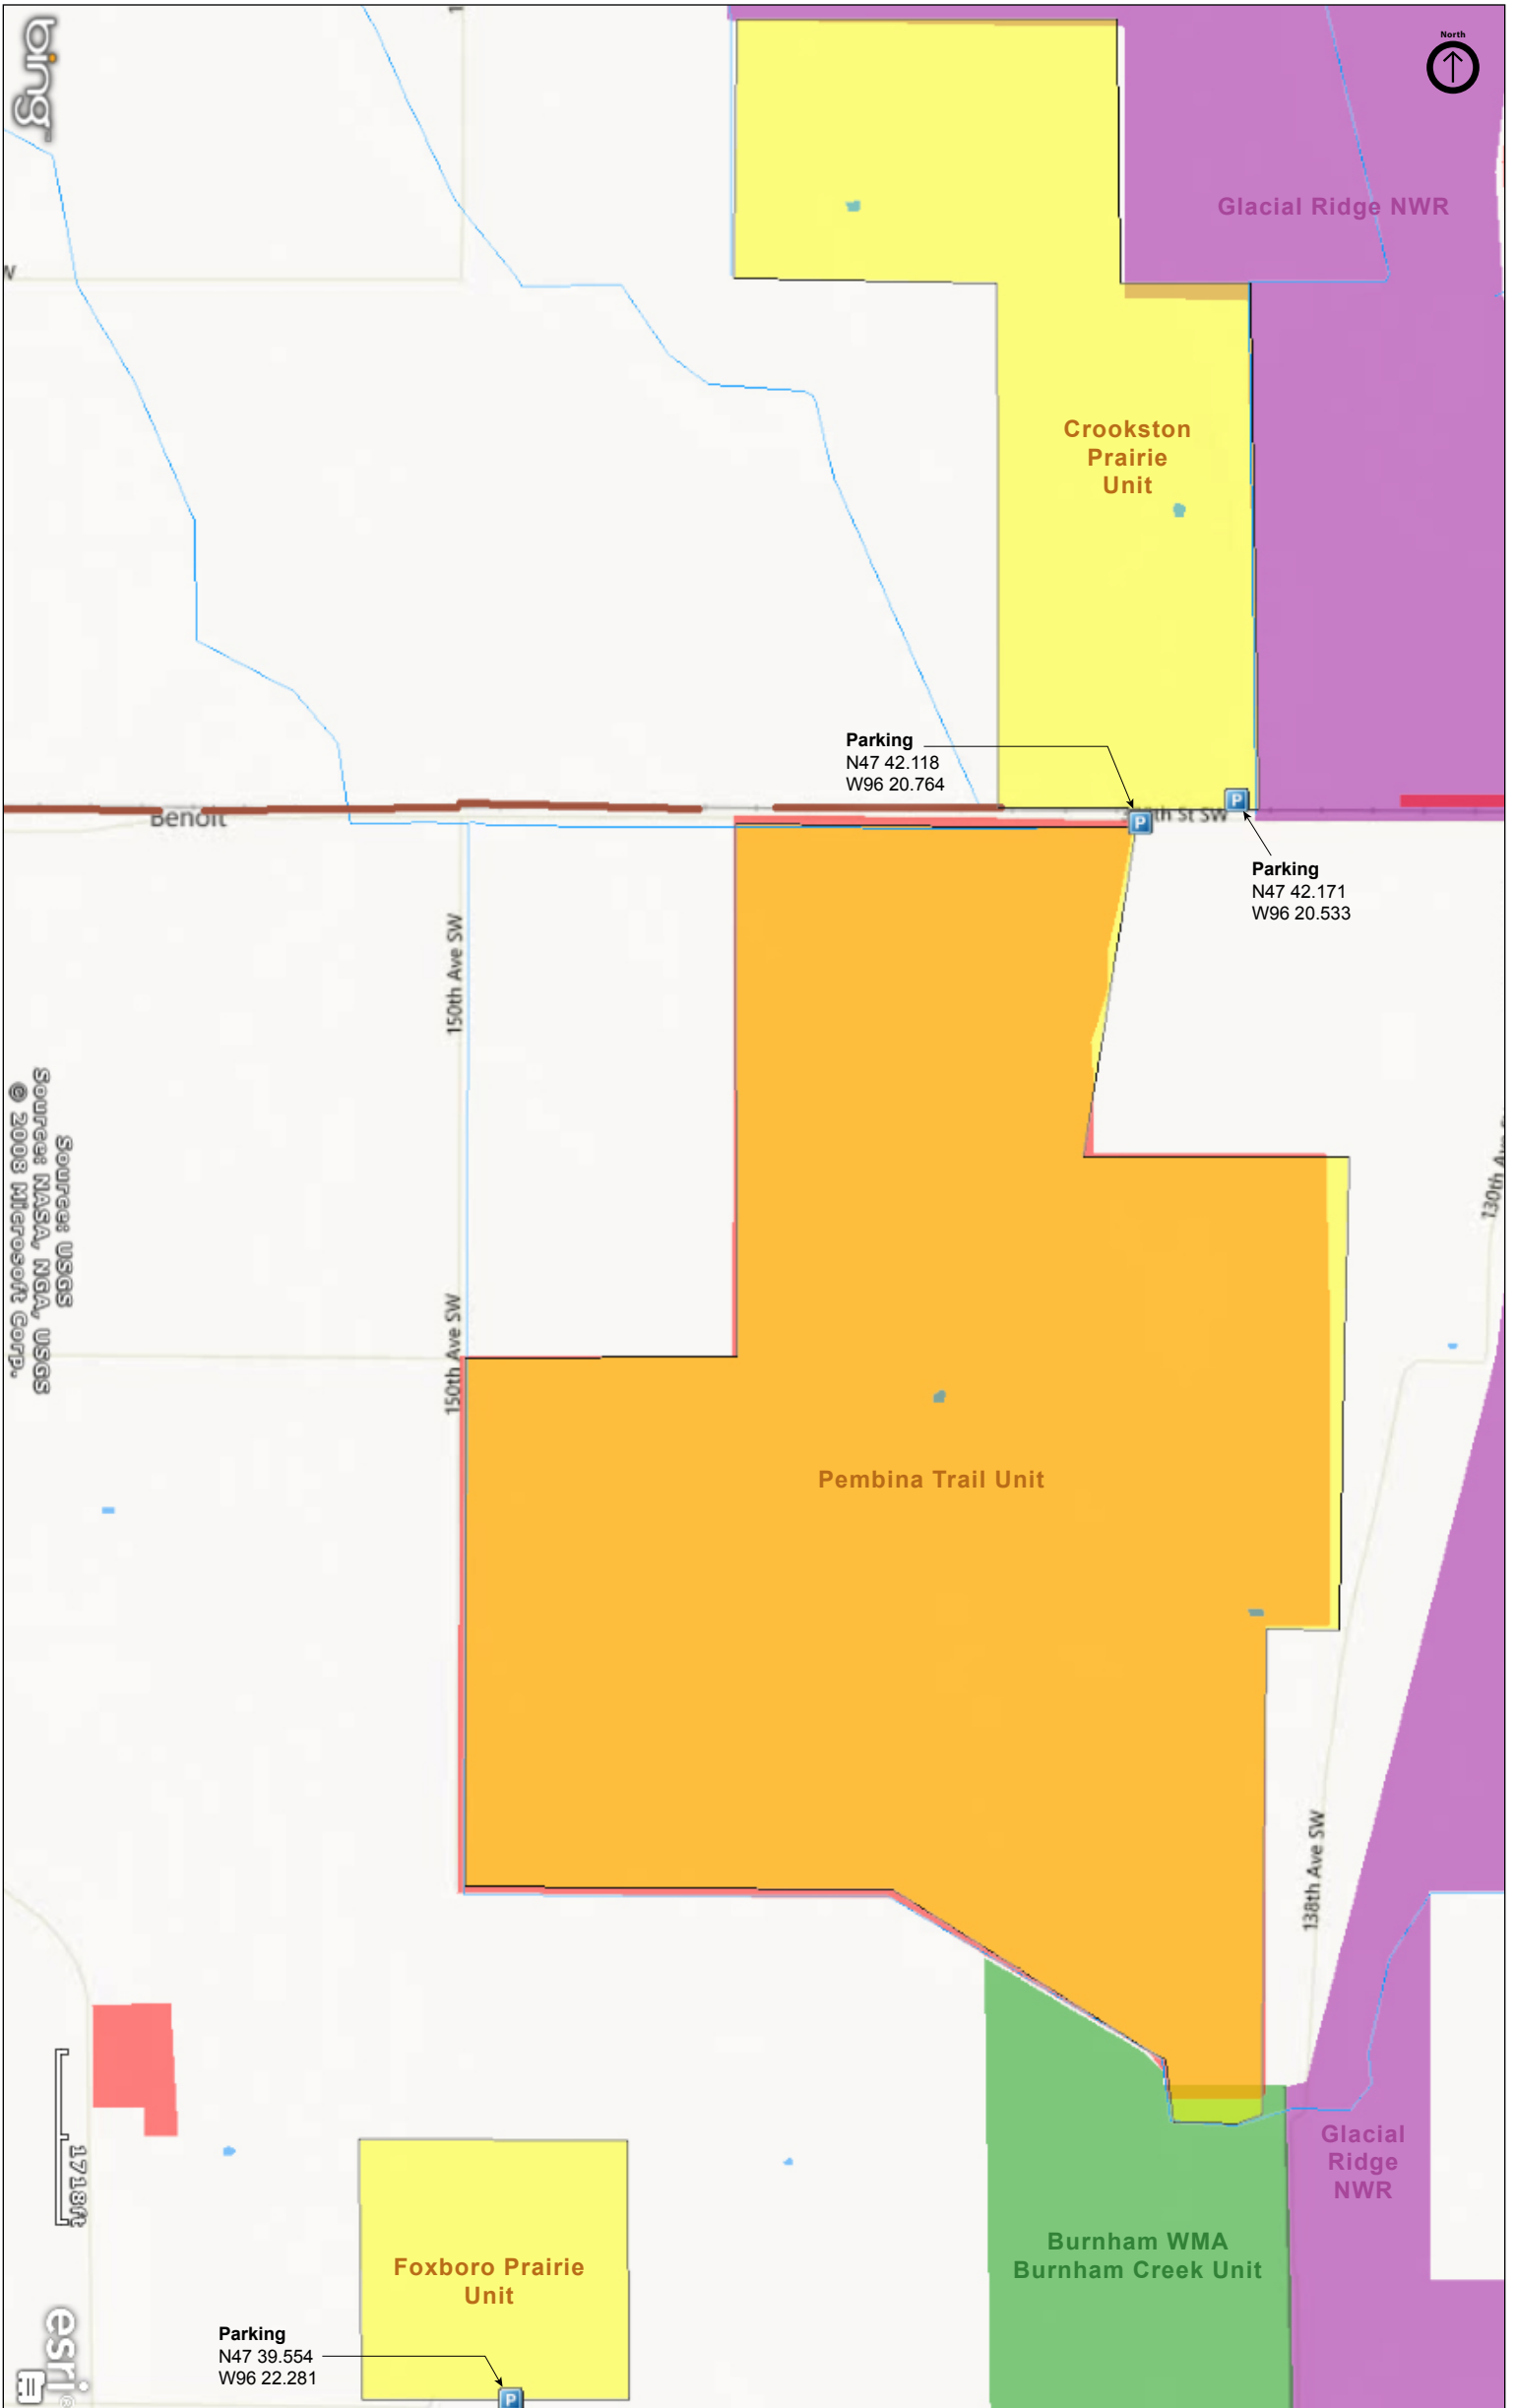 North
bing
Glacial Ridge NWR
Crookston
Prairie
Unit
Parking
N47 42.118
W96 20.764
Benoit
th St SW
P
P
Parking
N47 42.171
W96 20.533
150th Ave SW
130th Ave
150th Ave SW
Source: USGS
Source: NASA, NGA, USGS
© 2008 Microsoft Corp.
Pembina Trail Unit
138th Ave SW
1718ft
Glacial
Ridge
NWR
Burnham WMA
Burnham Creek Unit
Foxboro Prairie
Unit
Parking
N47 39.554
W96 22.281
P
esri